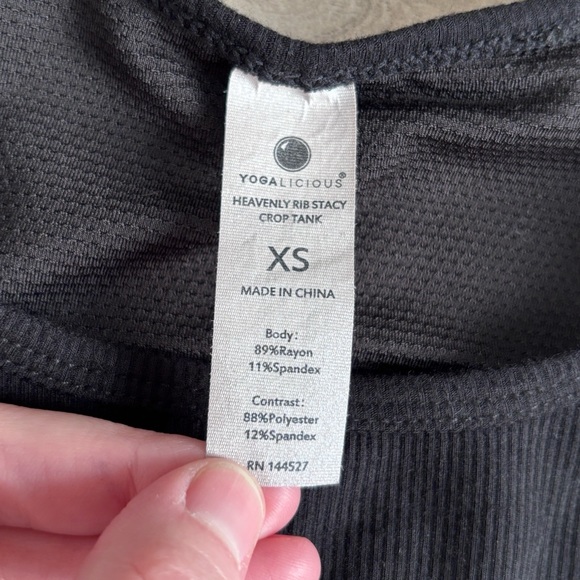 YOGALICIOUS®
HEAVENLY RIB STACY
CROP TANK
XS
MADE IN CHINA
Body:
89%Rayon
11%Spandex
Contrast:
88%Polyester
12%Spandex
RN 144527